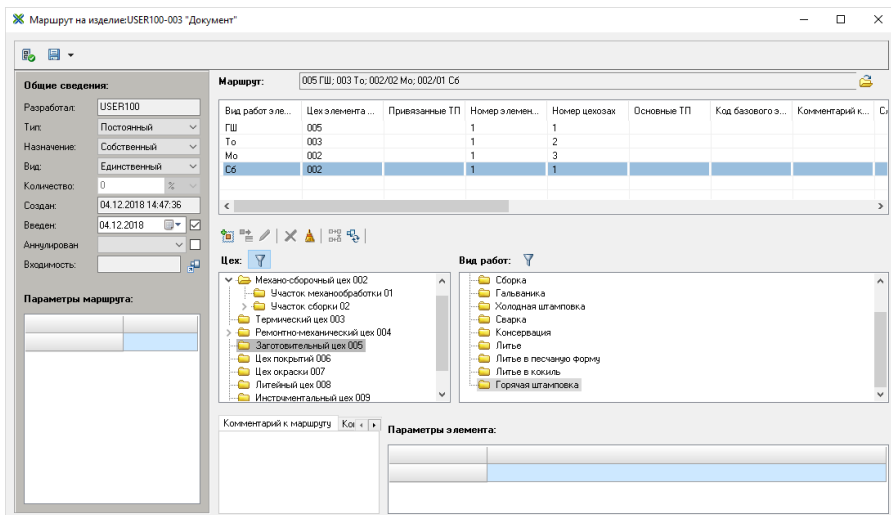 Маршрут на изделие:USER100-003 "Документ"
Общие сведения:
Разработал: USER100
Тип: Постоянный
Назначение: Собственный
Вид: Единственный
Количество: 0 %
Создан: 04.12.2018 14:47:36
Введен: 04.12.2018
Аннулирован
Входимость:
Параметры маршрута:
Маршрут: 005 ГШ; 003 То; 002/02 Мо; 002/01 Сб
Вид работ эле... Цех элемента ... Привязанные ТП Номер элемен... Номер цехозах Основные ТП Код базового э... Комментарий к...
ГШ 005 1 1
То 003 1 2
Мо 002 1 3
Сб 002 1 1
Цех:
Механо-сборочный цех 002
Участок механообработки 01
Участок сборки 02
Термический цех 003
Ремонтно-механический цех 004
Заготовительный цех 005
Цех покрытий 006
Цех окраски 007
Литейный цех 008
Инструментальный цех 009
Вид работ:
Сборка
Гальваника
Холодная штамповка
Сварка
Консервация
Литье
Литье в песчаную форму
Литье в кокиль
Горячая штамповка
Комментарий к маршруту
Параметры элемента: